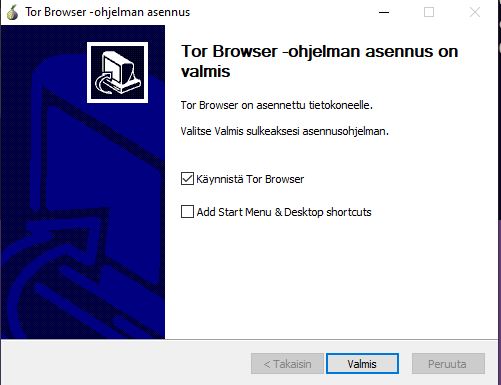 Tor Browser -ohjelman asennus
Tor Browser -ohjelman asennus on
valmis
Tor Browser on asennettu tietokoneelle.
Valitse Valmis sulkeaksesi asennusohjelman.
Käynnistä Tor Browser
Add Start Menu & Desktop shortcuts
< Takaisin
Valmis
Peruuta